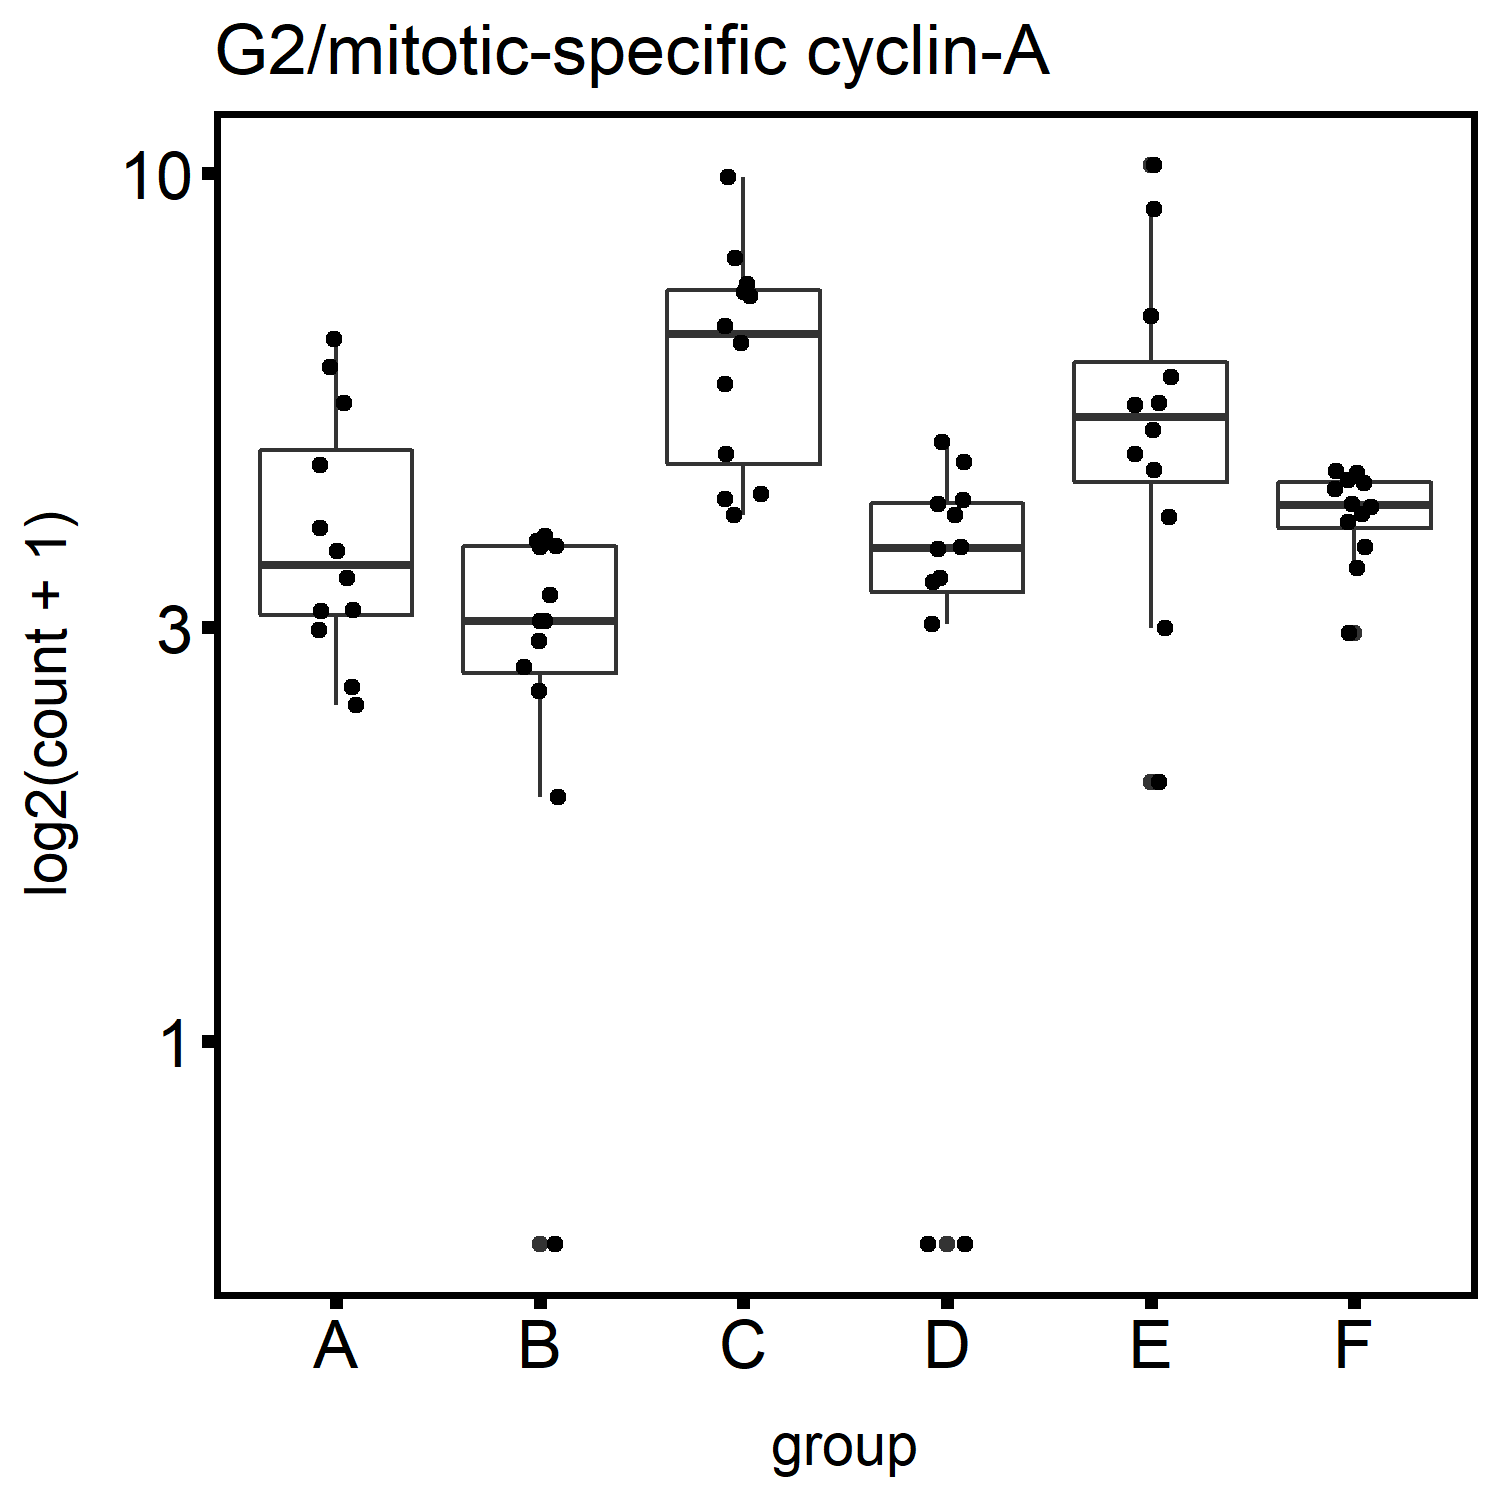 G2/mitotic-specific cyclin-A
10
3
1
log2(count + 1)
A B C D E F
group